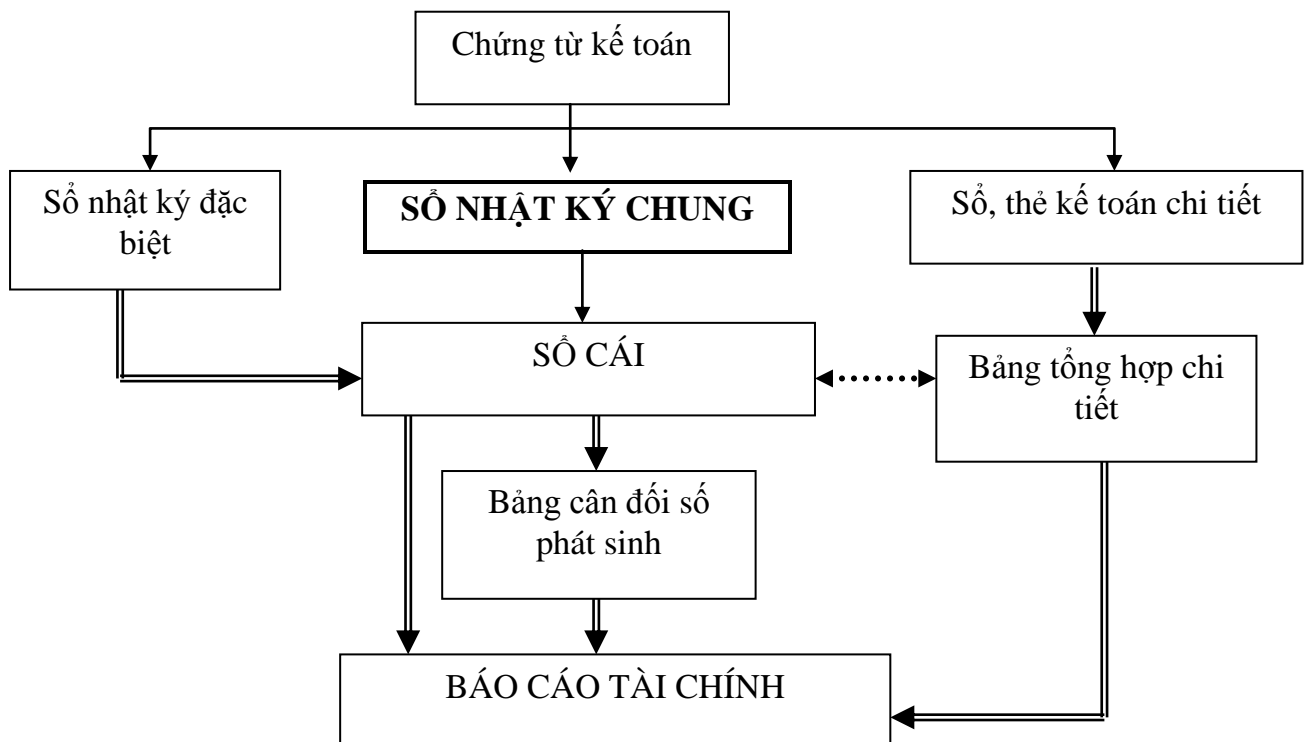 Chứng từ kế toán
Sổ nhật ký đặc
biệt
SỔ NHẬT KÝ CHUNG
Sổ, thẻ kế toán chi tiết
SỔ CÁI
Bảng tổng hợp chi
tiết
Bảng cân đối số
phát sinh
BÁO CÁO TÀI CHÍNH